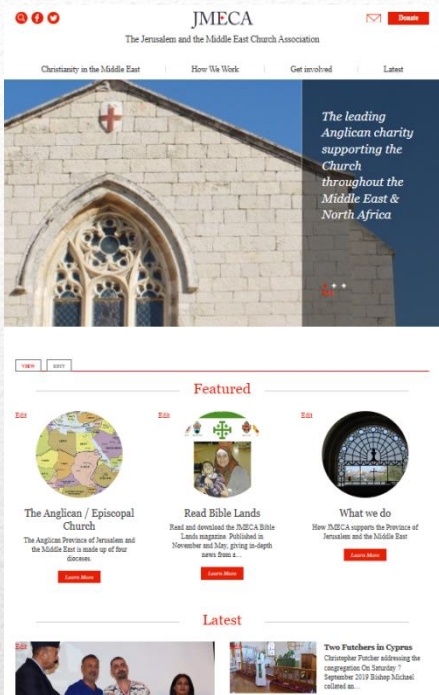 JMECA
Donate
The Jerusalem and the Middle East Church Association
Christianity in the Middle East
How We Work
Get involved
Latest
The leading
Anglican charity
supporting the
Church
throughout the
Middle East &
North Africa
VIEW
EDIT
Featured
Edit
Edit
Edit
The Anglican / Episcopal
Church
The Anglican Province of Jerusalem and
the Middle East is made up of four
dioceses.
Learn More
Read Bible Lands
Read and download the JMECA Bible
Lands magazine. Published in
November and May, giving in-depth
news from a...
Learn More
What we do
How JMECA supports the Province of
Jerusalem and the Middle East
Learn More
Latest
Edit
Edit
Two Futchers in Cyprus
Christopher Futcher addressing the
congregation On Saturday 7
September 2019 Bishop Michael
collated an...